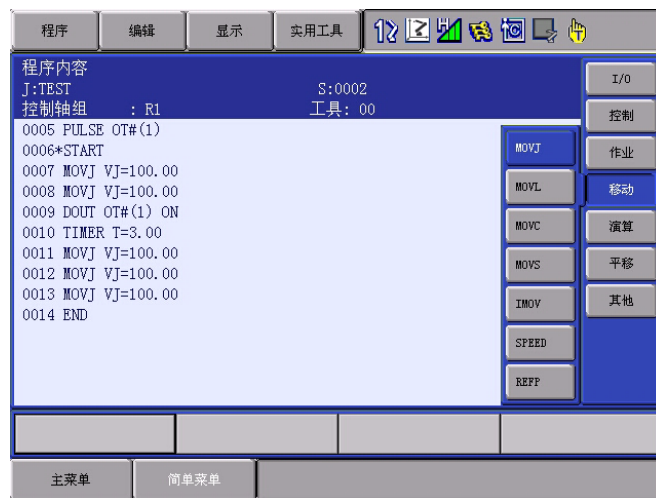 程序 编辑 显示 实用工具
程序内容
J:TEST S:0002
控制轴组 : R1 工具: 00
0005 PULSE OT#(1)
0006*START
0007 MOVJ VJ=100.00
0008 MOVJ VJ=100.00
0009 DOUT OT#(1) ON
0010 TIMER T=3.00
0011 MOVJ VJ=100.00
0012 MOVJ VJ=100.00
0013 MOVJ VJ=100.00
0014 END
MOVJ
MOVL
MOVC
MOVS
IMOV
SPEED
REFP
I/O
控制
作业
移动
演算
平移
其他
主菜单 简单菜单